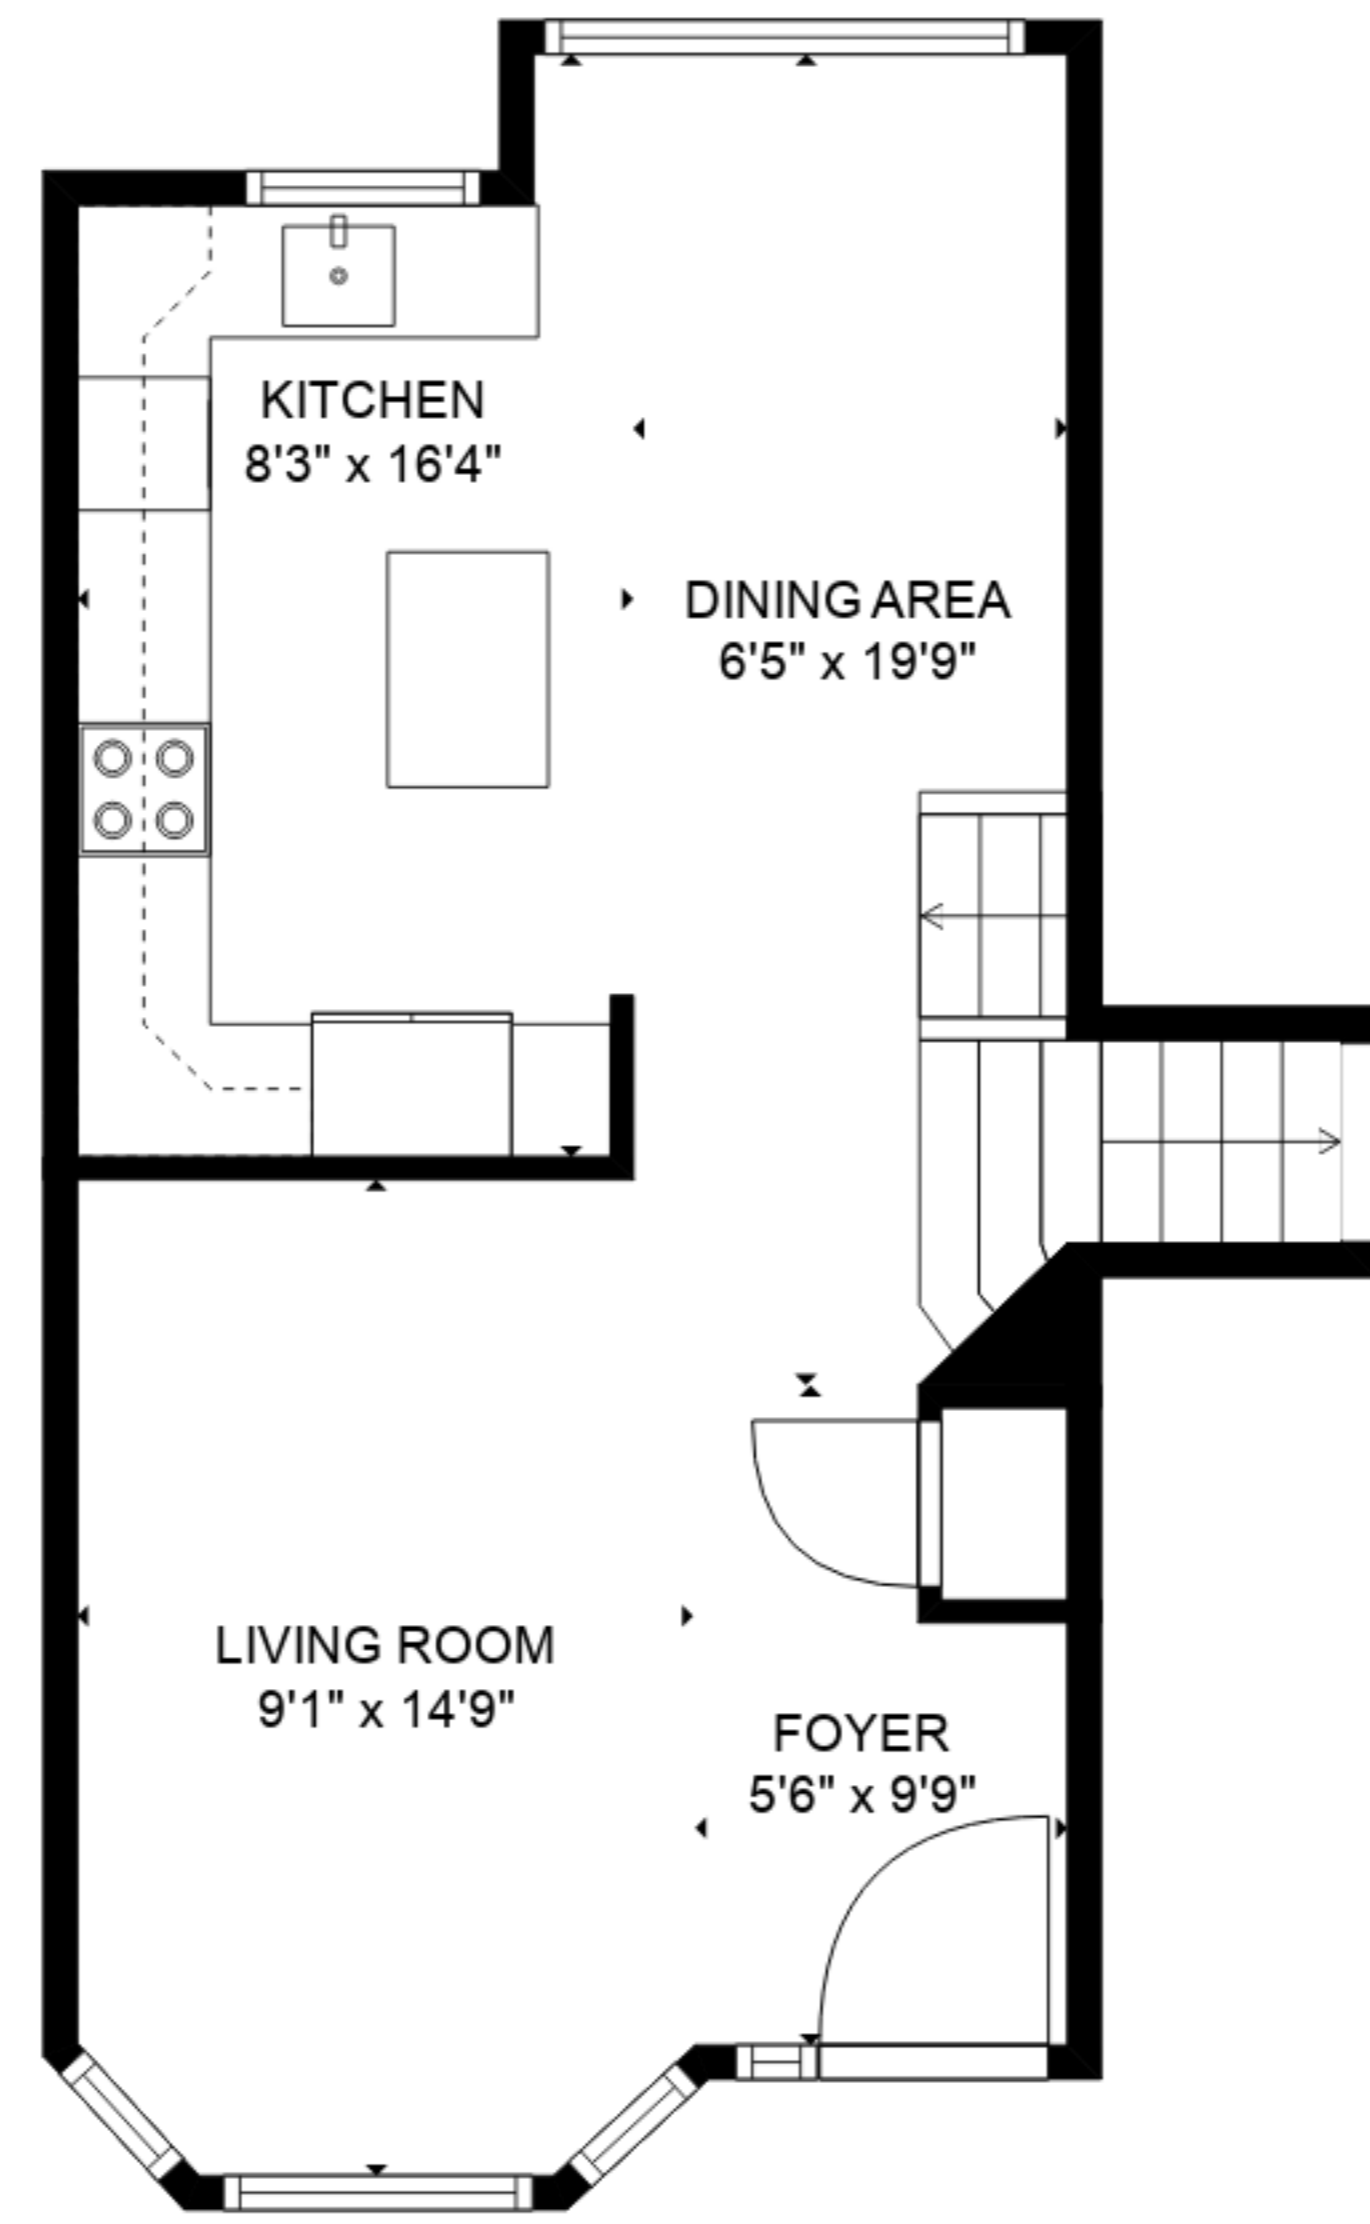 KITCHEN
8'3" x 16'4"
DINING AREA
6'5" x 19'9"
LIVING ROOM
9'1" x 14'9"
FOYER
5'6" x 9'9"